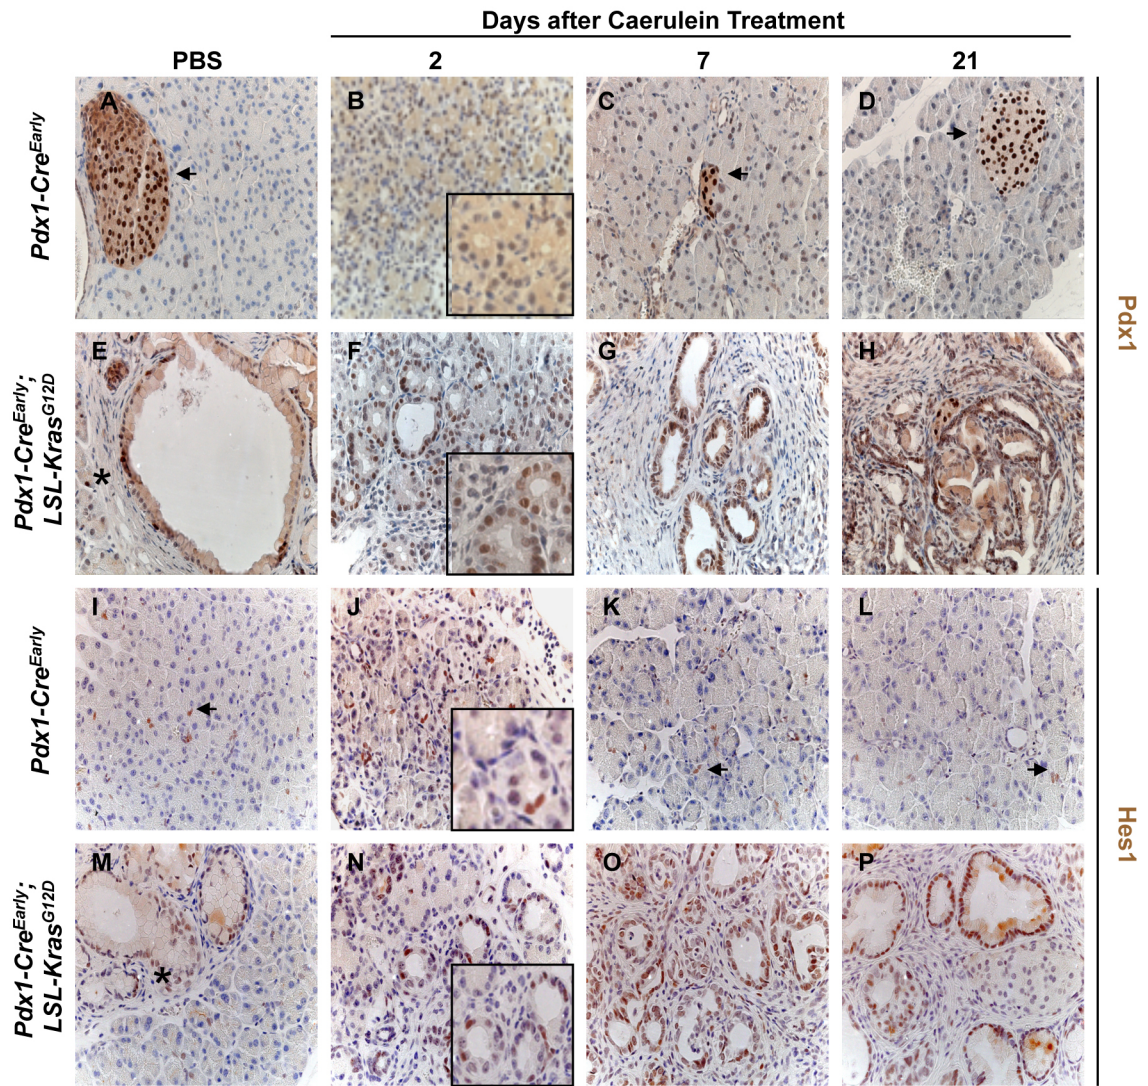 Days after Caerulein Treatment
PBS
2
7
21
Pdx1-Cre^Early
A
B
C
D
Pdx1
Pdx1-Cre^Early;
LSL-Kras^G12D
E
*
F
G
H
Pdx1-Cre^Early
I
J
K
L
Hes1
Pdx1-Cre^Early;
LSL-Kras^G12D
M
*
N
O
P